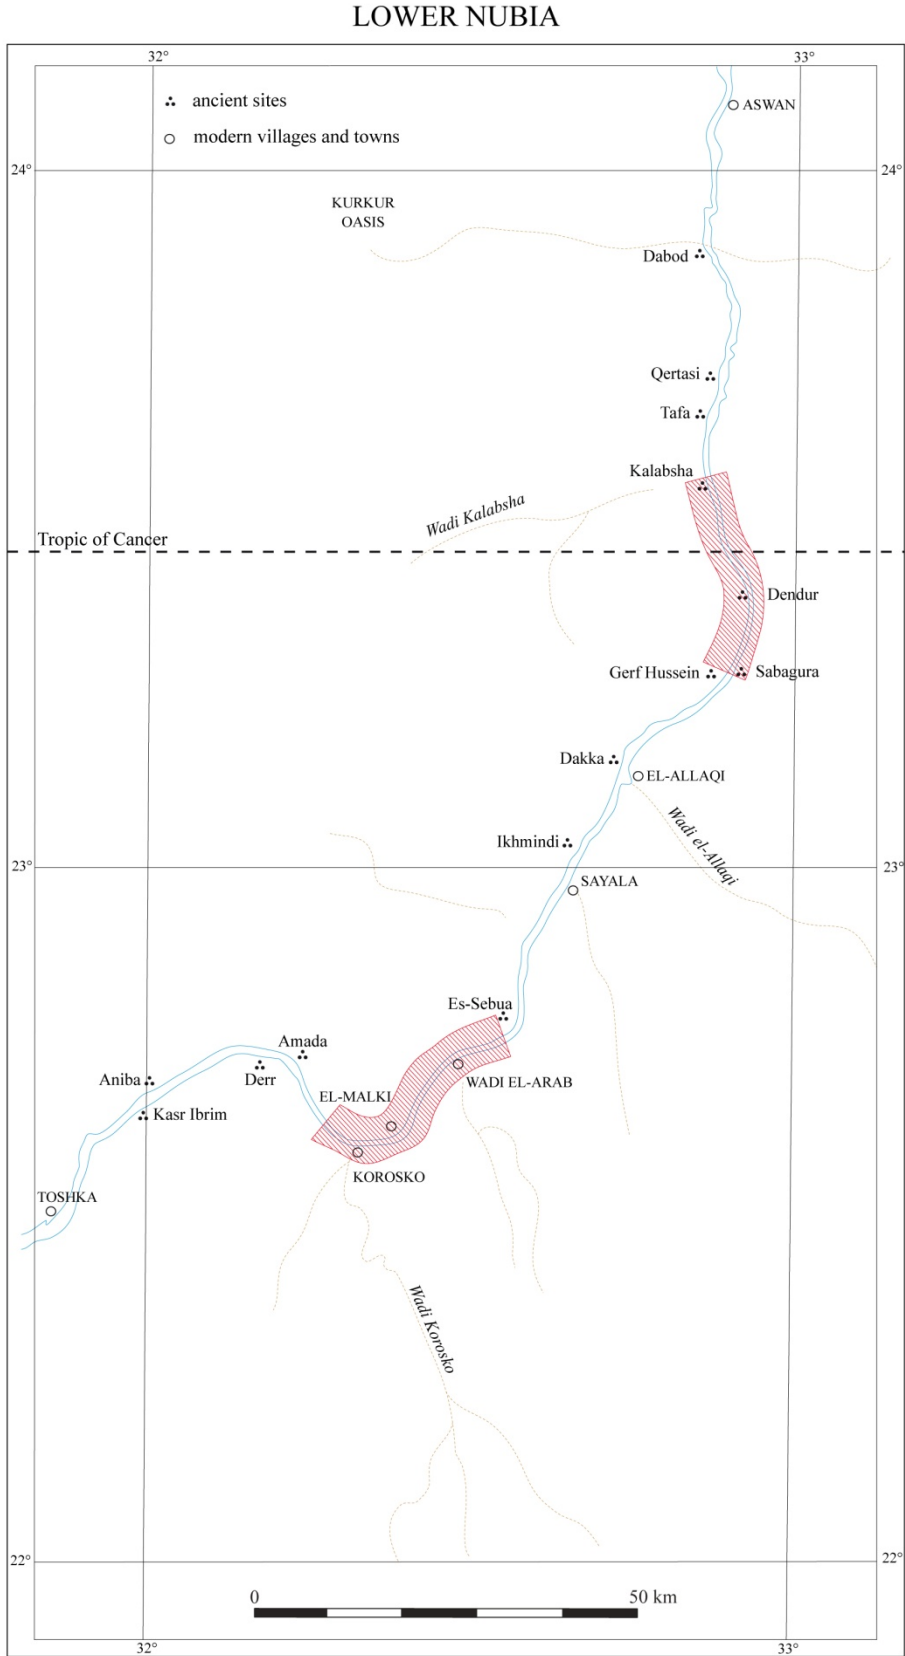 LOWER NUBIA
32°
33°
ancient sites
modern villages and towns
ASWAN
24°
24°
KURKUR
OASIS
Dabod
Qertasi
Tafa
Kalabsha
Wadi Kalabsha
Tropic of Cancer
Dendur
Gerf Hussein
Sabagura
Dakka
EL-ALLAQI
Wadi el-Allaqi
Ikhmindi
23°
23°
SAYALA
Es-Sebua
Amada
Aniba
Derr
WADI EL-ARAB
EL-MALKI
Kasr Ibrim
KOROSKO
TOSHKA
Wadi Korosko
22°
22°
0
50 km
32°
33°